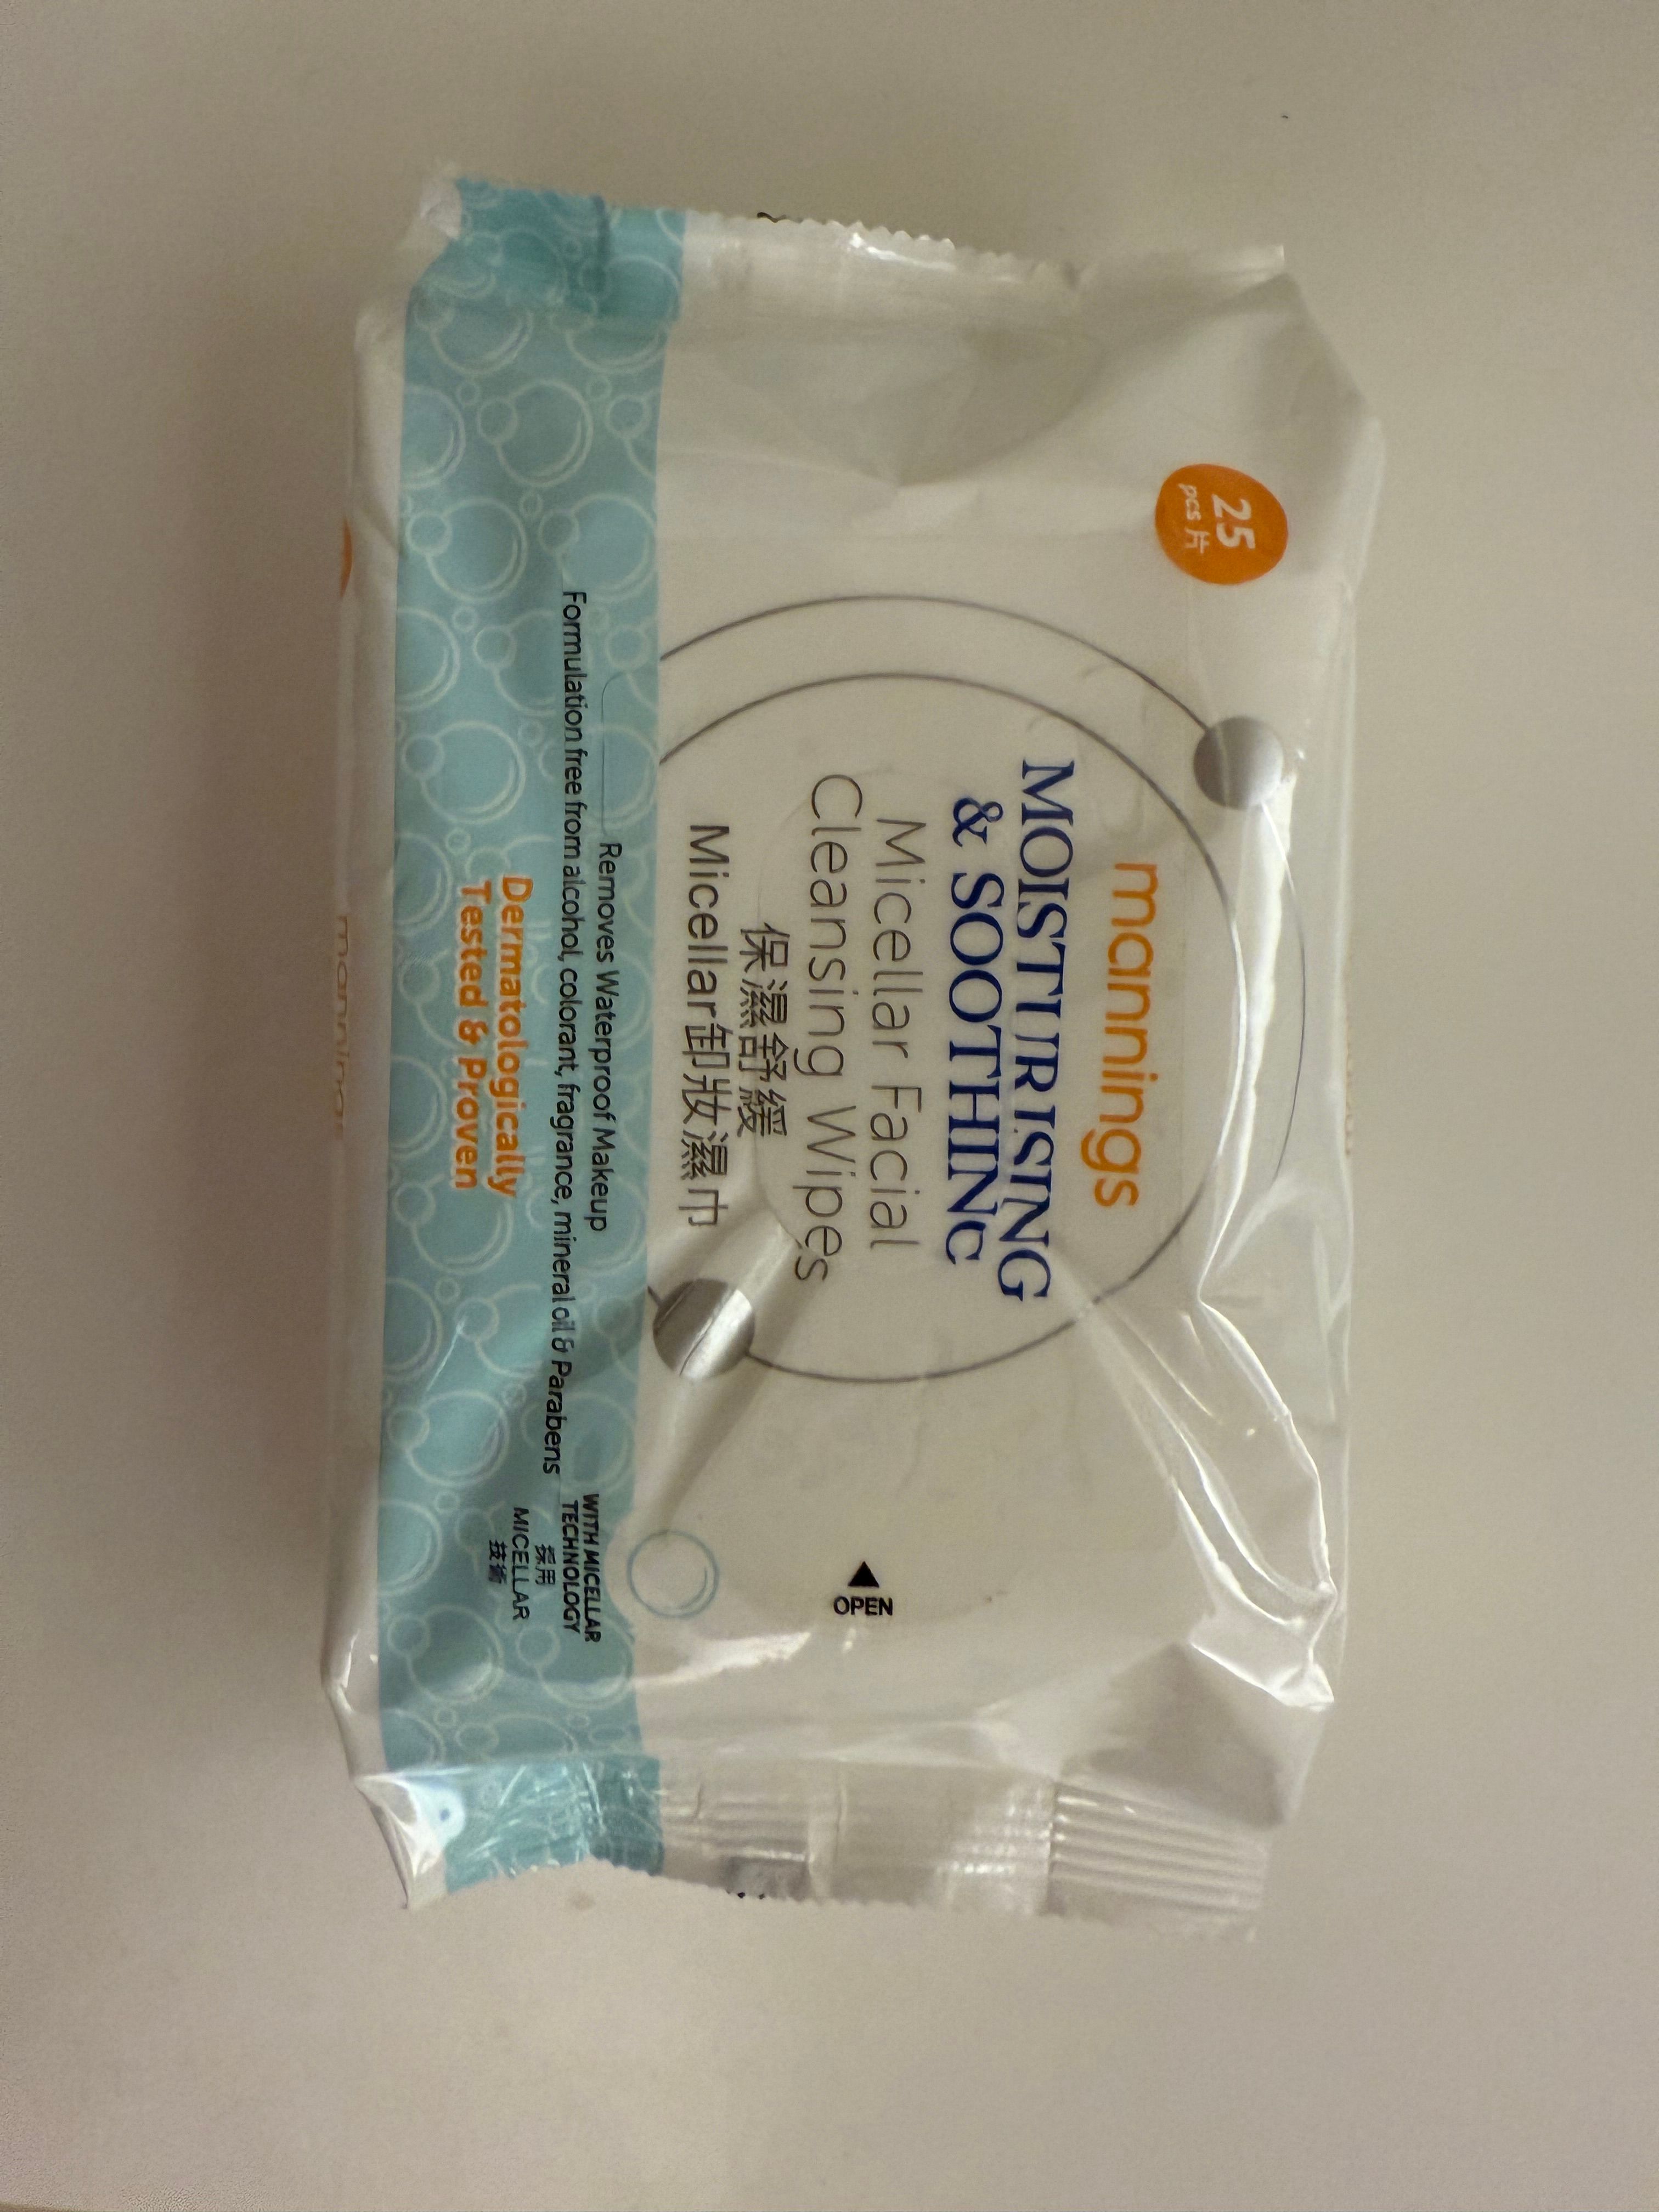 25
pcs 片
mannings
MOISTURISING
& SOOTHING
Micellar Facial
Cleansing Wipes
保濕舒緩
Micellar卸妝濕巾
OPEN
Removes Waterproof Makeup
Formulation free from alcohol, colorant, fragrance, mineral oil & Parabens
Dermatologically
Tested & Proven
WITH MICELLAR
TECHNOLOGY
採用
MICELLAR
技術
mannings